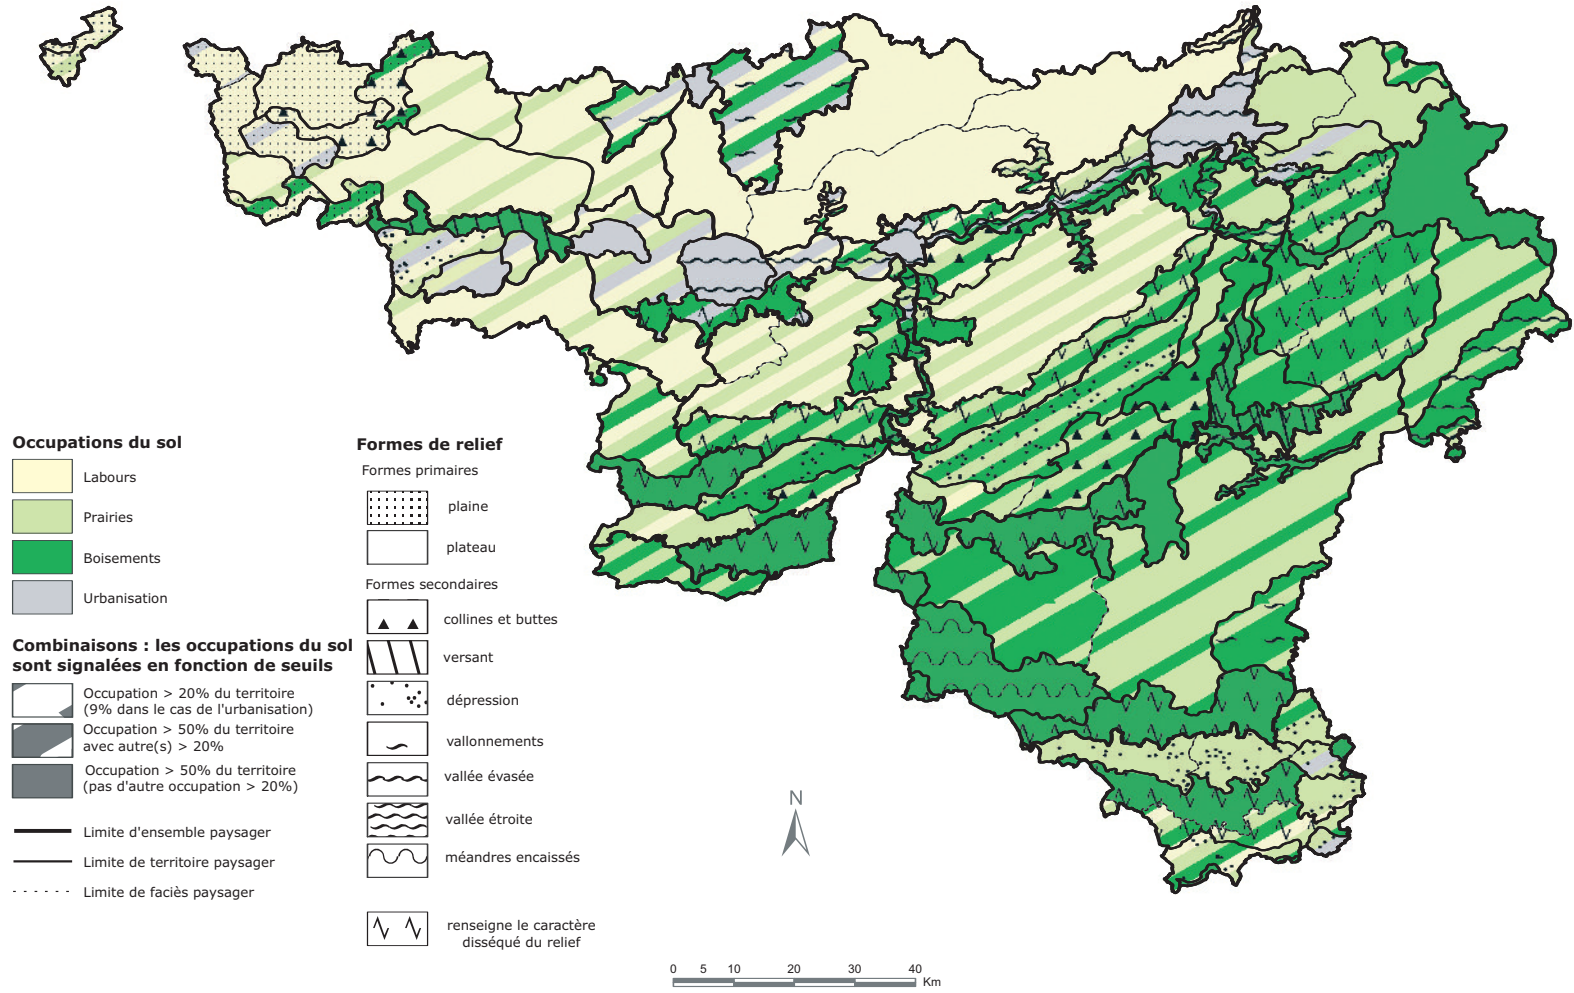 Occupations du sol
Labours
Prairies
Boisements
Urbanisation
Combinaisons : les occupations du sol
sont signalées en fonction de seuils
Occupation > 20% du territoire
(9% dans le cas de l'urbanisation)
Occupation > 50% du territoire
avec autre(s) > 20%
Occupation > 50% du territoire
(pas d'autre occupation > 20%)
Limite d'ensemble paysager
Limite de territoire paysager
Limite de faciès paysager
Formes de relief
Formes primaires
plaine
plateau
Formes secondaires
collines et buttes
versant
dépression
vallonnements
vallée évasée
vallée étroite
méandres encaissés
renseigne le caractère
disséqué du relief
N
0 5 10 20 30 40
Km